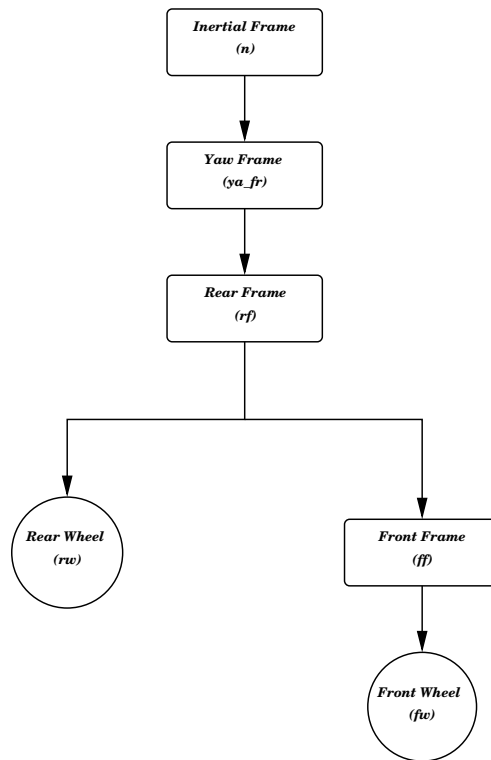 Inertial Frame
(n)
Yaw Frame
(ya_fr)
Rear Frame
(rf)
Rear Wheel
(rw)
Front Frame
(ff)
Front Wheel
(fw)